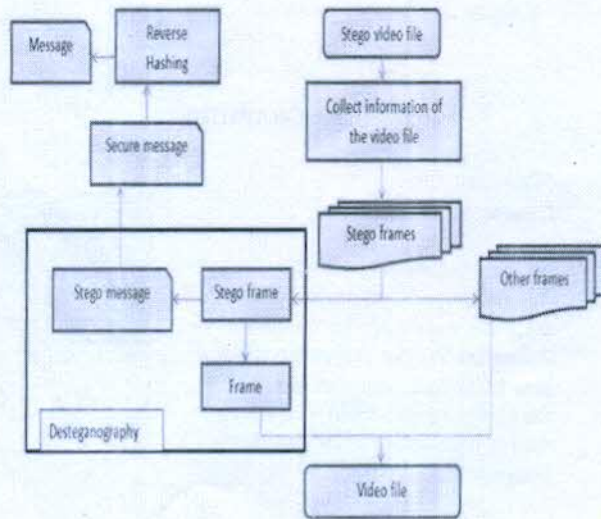 Message
Reverse
Hashing
Stego video file
Collect information of
the video file
Secure message
Stego frames
Other frames
Stego message
Stego frame
Frame
Desteganography
Video file